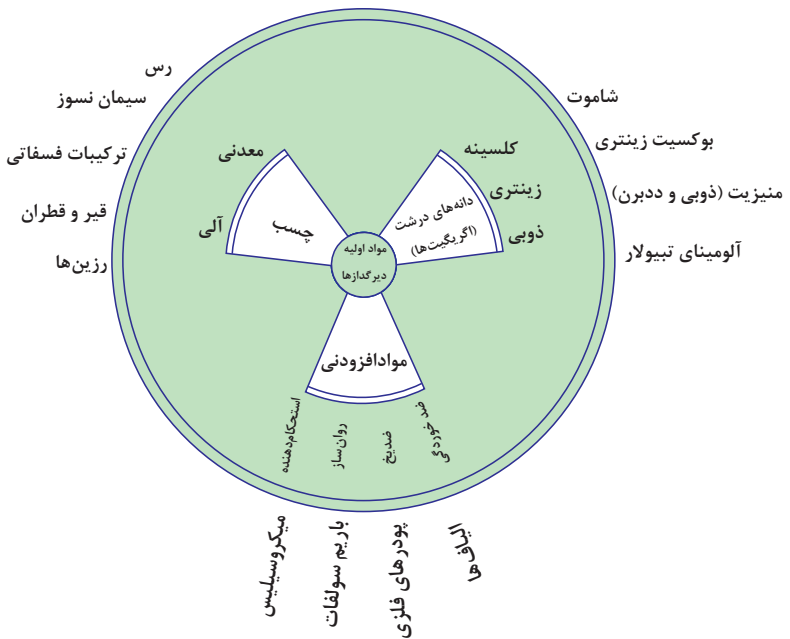 مواد اولیه
دیرگدازها
دانه‌های درشت
(اگریگیت‌ها)
کلسینه
زینتری
ذوبی
شاموت
بوکسیت زینتری
منیزیت (ذوبی و ددبرن)
آلومینای تبیولار
چسب
معدنی
آلی
رس
سیمان نسوز
ترکیبات فسفاتی
قیر و قطران
رزین‌ها
موادافزودنی
ضد خوردگی
ضدیخ
روان‌ساز
استحکام‌دهنده
الیاف‌ها
پودرهای فلزی
باریم سولفات
میکروسیلیس